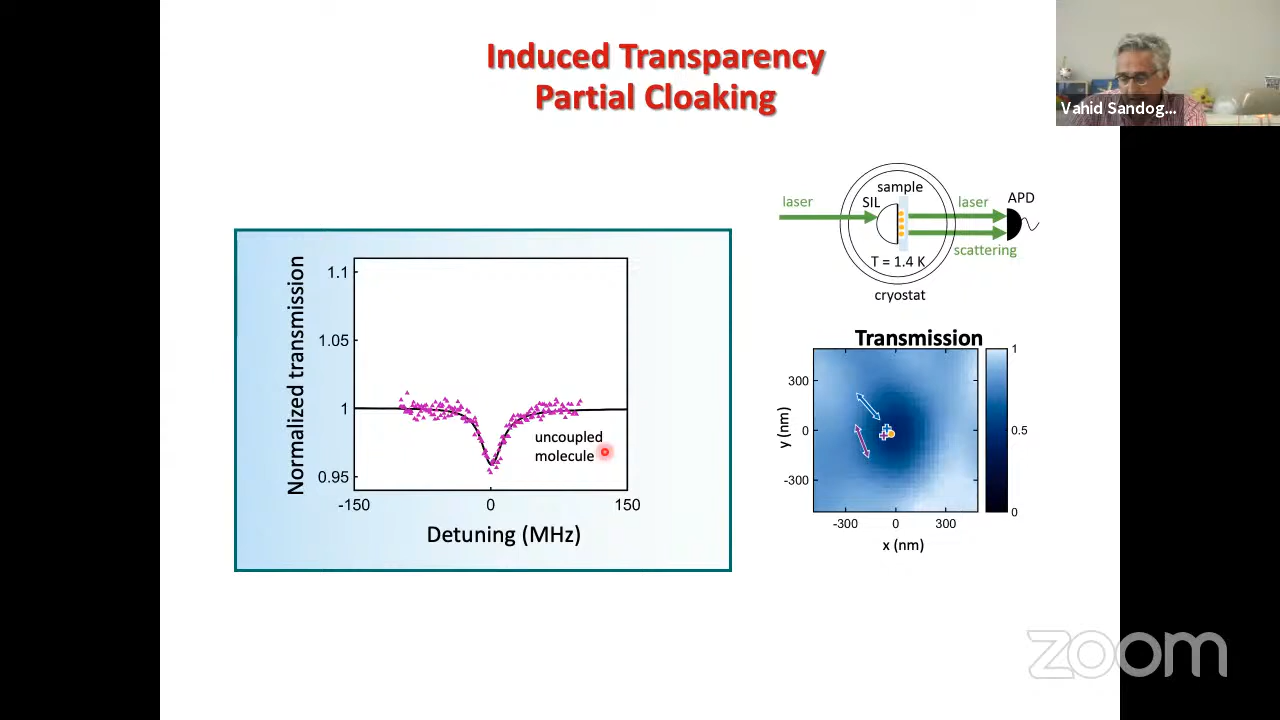 Induced Transparency
Partial Cloaking
Vahid Sandog...
laser
sample
SIL
laser
APD
scattering
T = 1.4 K
cryostat
Normalized transmission
1.1
1.05
1
0.95
uncoupled
molecule
-150
0
150
Detuning (MHz)
Transmission
y (nm)
300
0
-300
-300
0
300
x (nm)
1
0.5
0
zoom